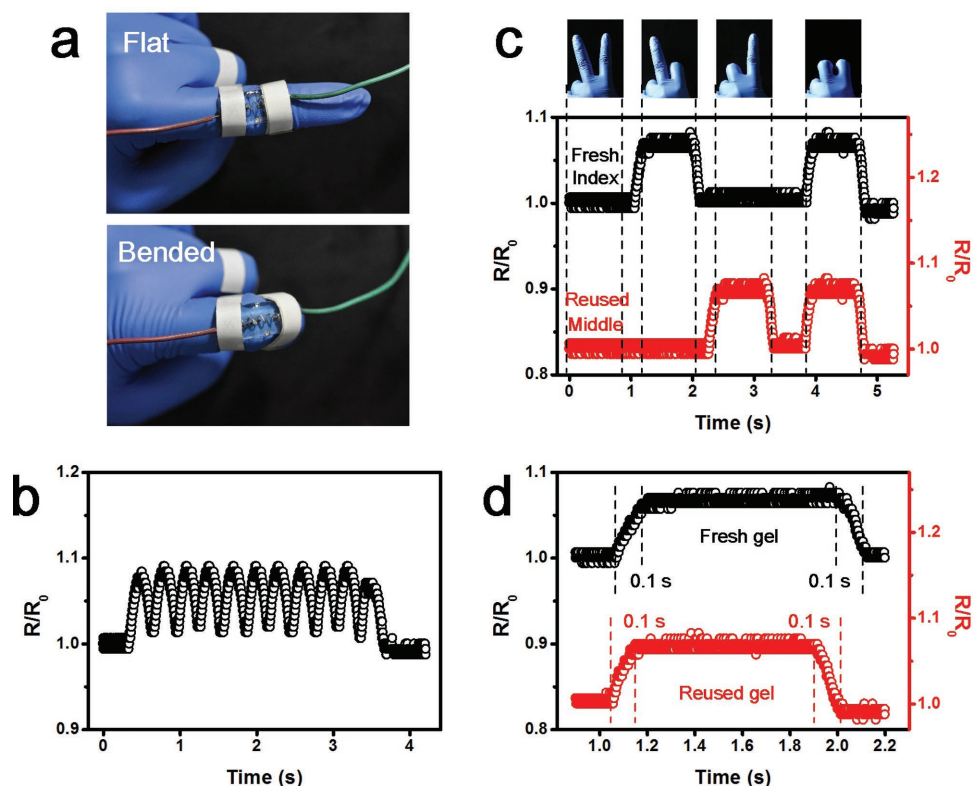 a
Flat
Bended
b
1.2
1.1
1.0
0.9
R/R0
0 1 2 3 4
Time (s)
c
1.1
1.0
0.9
0.8
R/R0
Fresh
Index
Reused
Middle
1.2
1.1
1.0
R/R0
0 1 2 3 4 5
Time (s)
d
1.1
1.0
0.9
0.8
R/R0
Fresh gel
0.1 s 0.1 s
0.1 s 0.1 s
Reused gel
1.2
1.1
1.0
R/R0
1.0 1.2 1.4 1.6 1.8 2.0 2.2
Time (s)